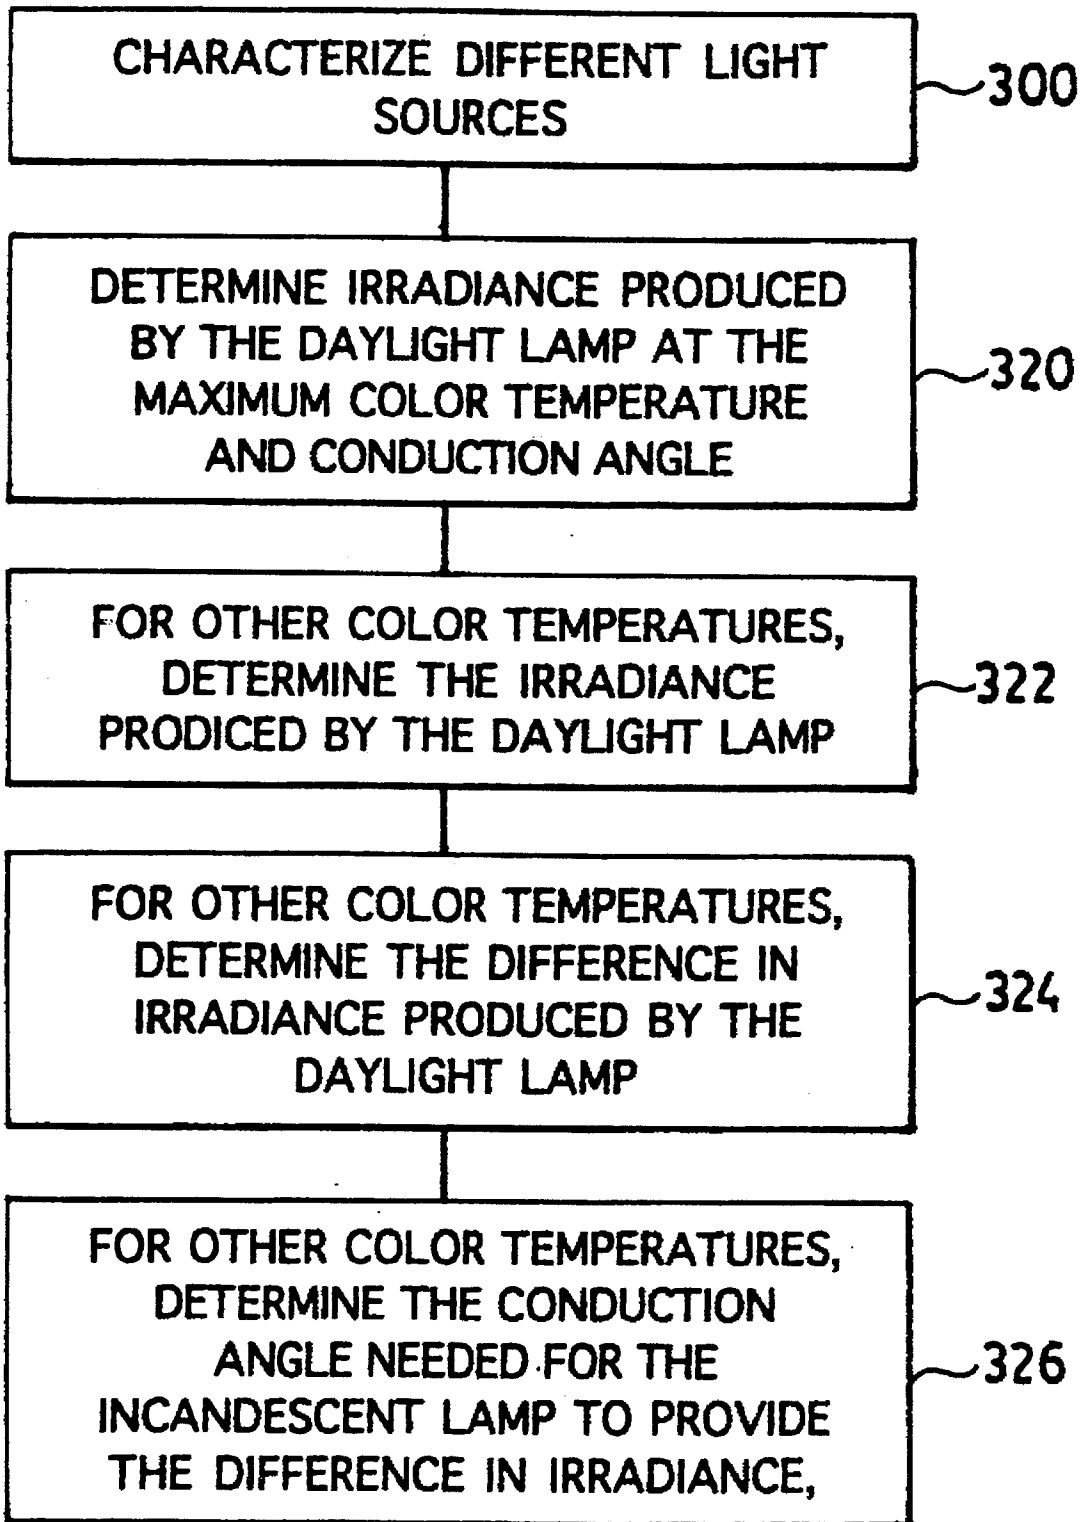 CHARACTERIZE DIFFERENT LIGHT
SOURCES
300
DETERMINE IRRADIANCE PRODUCED
BY THE DAYLIGHT LAMP AT THE
MAXIMUM COLOR TEMPERATURE
AND CONDUCTION ANGLE
320
FOR OTHER COLOR TEMPERATURES,
DETERMINE THE IRRADIANCE
PRODICED BY THE DAYLIGHT LAMP
322
FOR OTHER COLOR TEMPERATURES,
DETERMINE THE DIFFERENCE IN
IRRADIANCE PRODUCED BY THE
DAYLIGHT LAMP
324
FOR OTHER COLOR TEMPERATURES,
DETERMINE THE CONDUCTION
ANGLE NEEDED FOR THE
INCANDESCENT LAMP TO PROVIDE
THE DIFFERENCE IN IRRADIANCE,
326